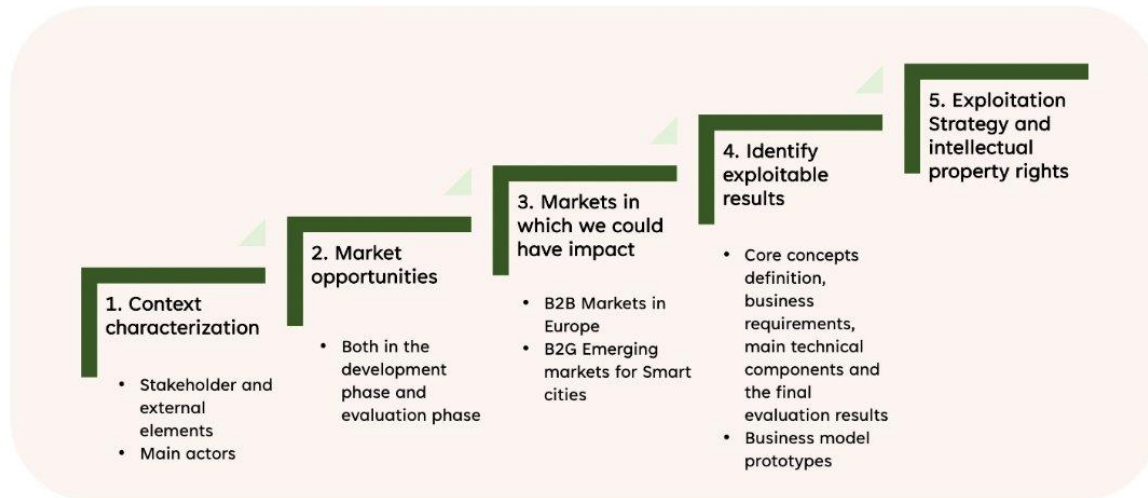 1. Context
characterization
• Stakeholder and
external
elements
• Main actors
2. Market
opportunities
• Both in the
development
phase and
evaluation phase
3. Markets in
which we could
have impact
• B2B Markets in
Europe
• B2G Emerging
markets for Smart
cities
4. Identify
exploitable
results
• Core concepts
definition,
business
requirements,
main technical
components and
the final
evaluation results
• Business model
prototypes
5. Exploitation
Strategy and
intellectual
property rights